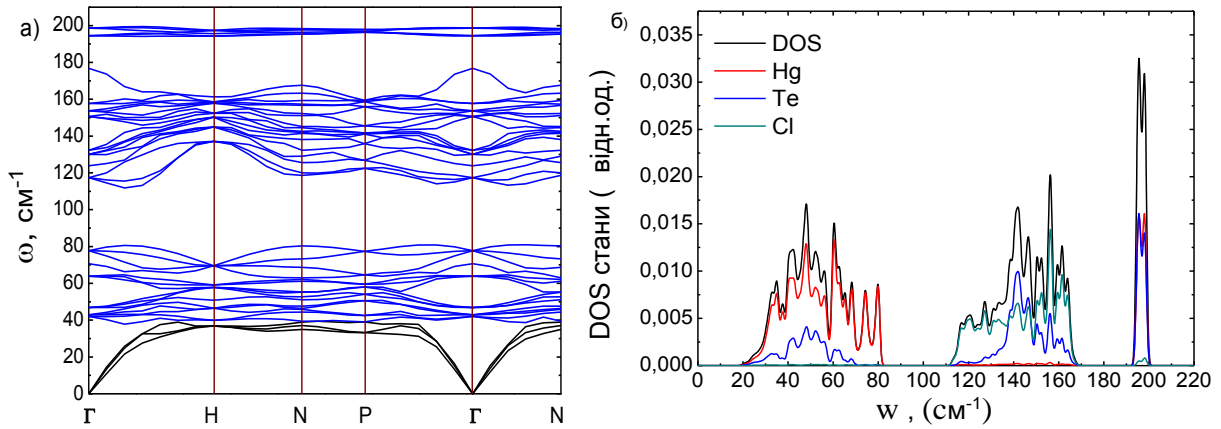 а)
ω, см-1
200
180
160
140
120
100
80
60
40
20
0
Γ H N P Γ N
б)
DOS стани ( відн.од.)
0,035
0,030
0,025
0,020
0,015
0,010
0,005
0,000
DOS
Hg
Te
Cl
0 20 40 60 80 100 120 140 160 180 200 220
w , (см-1)